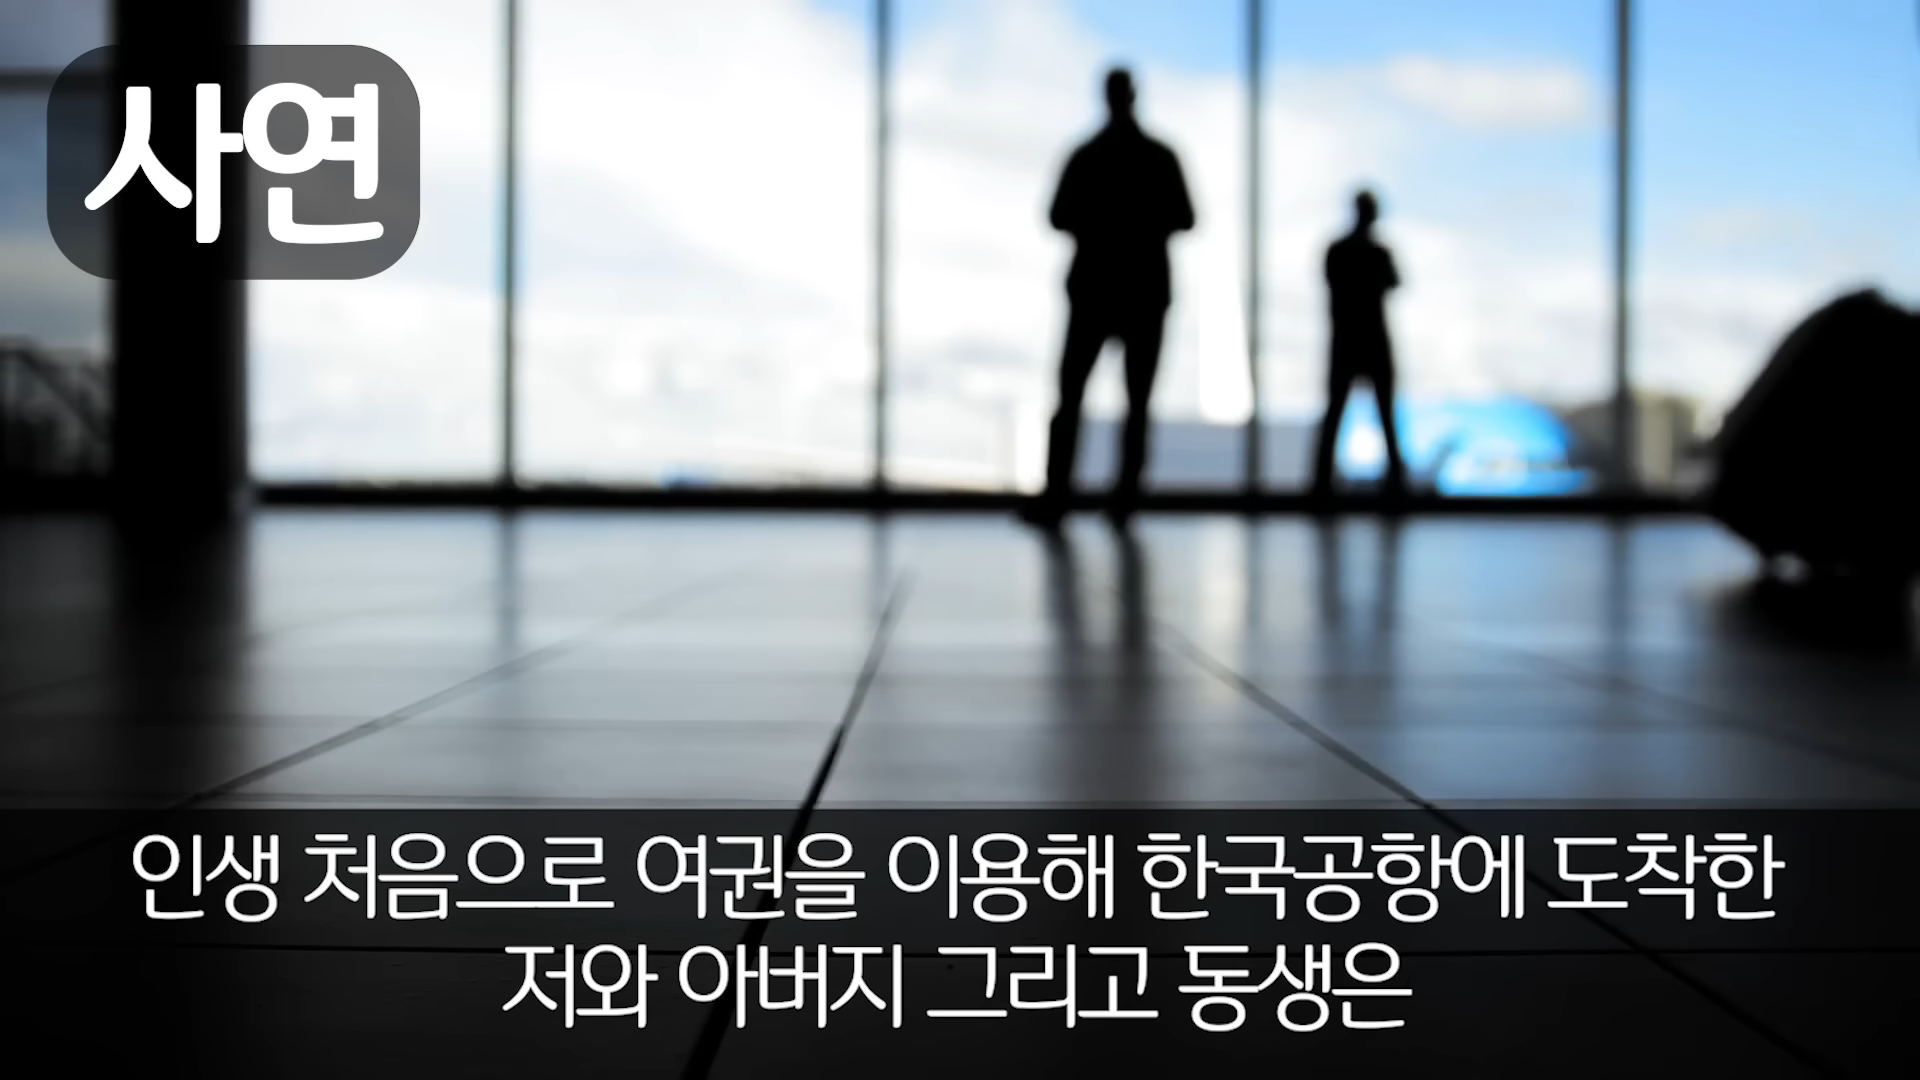 사연
인생 처음으로 여권을 이용해 한국공항에 도착한
저와 아버지 그리고 동생은